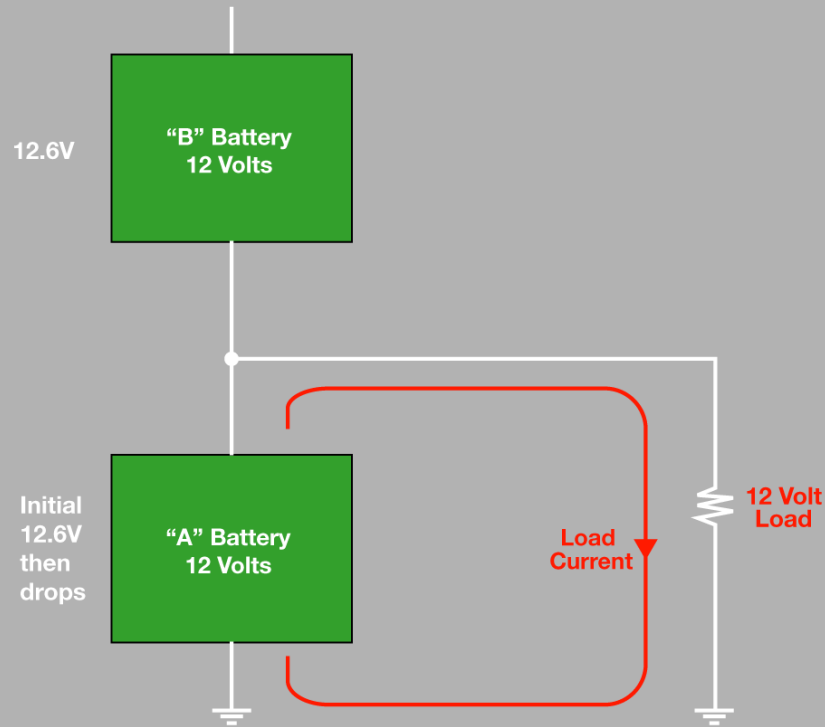 12.6V
“B” Battery
12 Volts
Initial
12.6V
then
drops
“A” Battery
12 Volts
Load
Current
12 Volt
Load